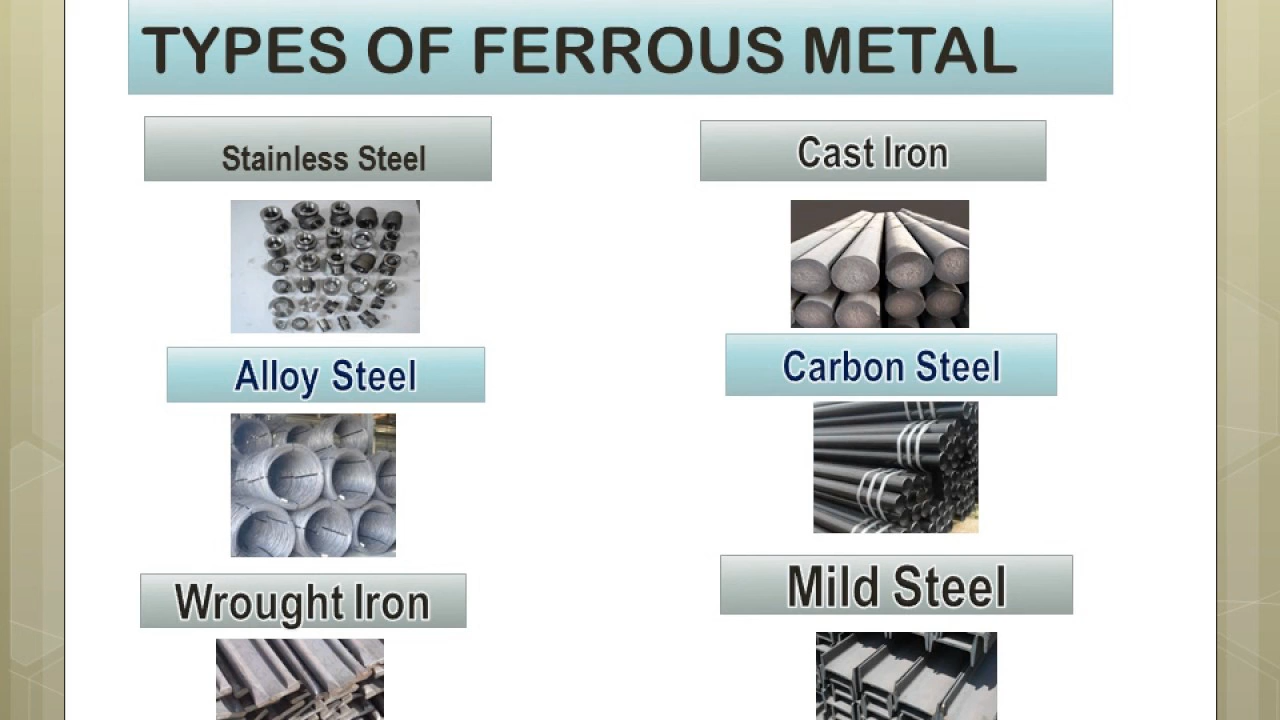 TYPES OF FERROUS METAL
Stainless Steel
Cast Iron
Alloy Steel
Carbon Steel
Wrought Iron
Mild Steel